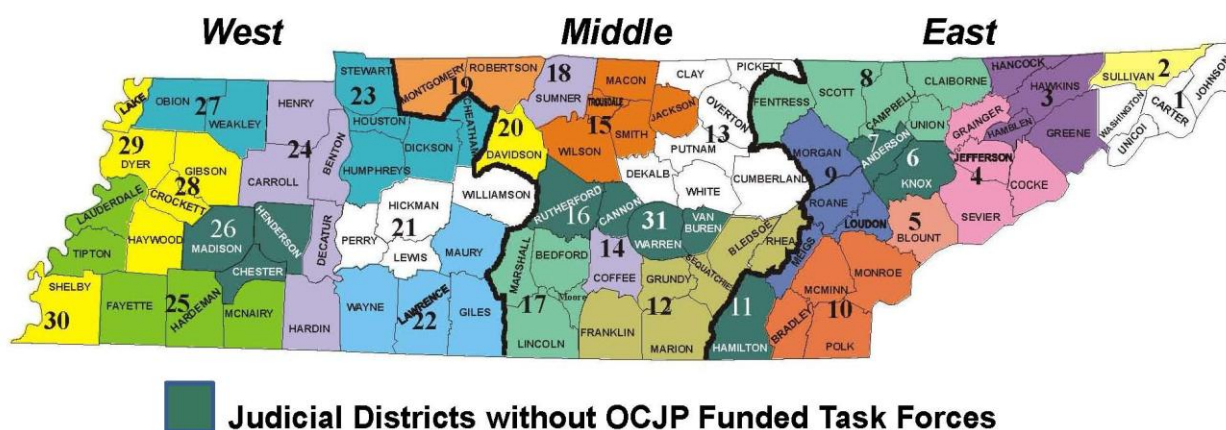 West Middle East
LAKE
OBION
27
WEAKLEY
HENRY
STEWART
23
MONTGOMERY
19
ROBERTSON
18
SUMNER
MACON
TROUSDALE
CLAY
PICKETT
8
SCOTT
CLAIBORNE
HANCOCK
HAWKINS
3
SULLIVAN
2
JOHNSON
1
CARTER
WASHINGTON
UNICOI
29
DYER
GIBSON
28
CROCKETT
24
CARROLL
BENTON
HOUSTON
DICKSON
HUMPHREYS
CHEATHAM
20
DAVIDSON
15
WILSON
SMITH
JACKSON
OVERTON
13
PUTNAM
FENTRESS
CAMPBELL
UNION
7
ANDERSON
6
KNOX
GRAINGER
HAMBLEN
GREENE
JEFFERSON
4
COCKE
SEVIER
LAUDERDALE
TIPTON
HAYWOOD
26
MADISON
HENDERSON
CHESTER
DECATUR
PERRY
HICKMAN
21
LEWIS
WILLIAMSON
MAURY
RUTHERFORD
16
CANNON
DEKALB
WHITE
CUMBERLAND
31
WARREN
VAN
BUREN
MORGAN
9
ROANE
LOUDON
5
BLOUNT
SHELBY
30
FAYETTE
25
HARDEMAN
MCNAIRY
HARDIN
WAYNE
LAWRENCE
22
GILES
MARSHALL
BEDFORD
14
COFFEE
17
Moore
LINCOLN
FRANKLIN
GRUNDY
12
MARION
SEQUATCHIE
BLEDSOE
RHEA
MEIGS
11
HAMILTON
MCMINN
MONROE
BRADLEY
10
POLK
Judicial Districts without OCJP Funded Task Forces